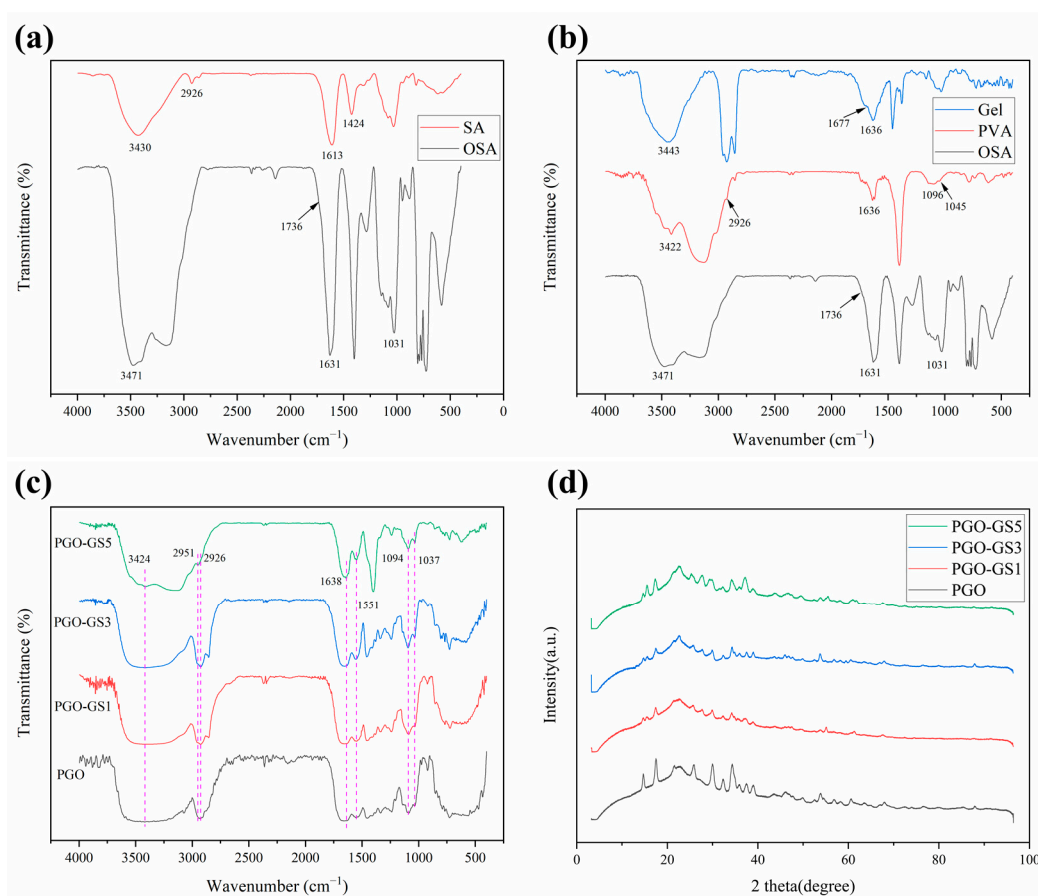 (a)
2926
3430
1424
1613
SA
OSA
1736
3471
1631
1031
Transmittance (%)
4000 3500 3000 2500 2000 1500 1000 500 0
Wavenumber (cm⁻¹)
(b)
Gel
PVA
OSA
3443
1677
1636
3422
2926
1636
1096
1045
1736
3471
1631
1031
Transmittance (%)
4000 3500 3000 2500 2000 1500 1000 500 0
Wavenumber (cm⁻¹)
(c)
PGO-GS5
3424
2951
2926
1638
1551
1094
1037
PGO-GS3
PGO-GS1
PGO
Transmittance (%)
4000 3500 3000 2500 2000 1500 1000 500 0
Wavenumber (cm⁻¹)
(d)
PGO-GS5
PGO-GS3
PGO-GS1
PGO
Intensity(a.u.)
0 20 40 60 80 100
2 theta(degree)